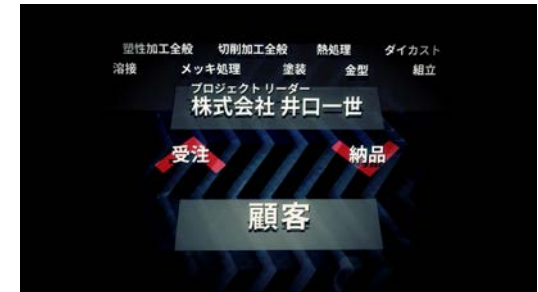 塑性加工全般 切削加工全般 熱処理 ダイカスト
溶接 メッキ処理 塗装 金型 組立
プロジェクトリーダー
株式会社 井口一世
受注 納品
顧客